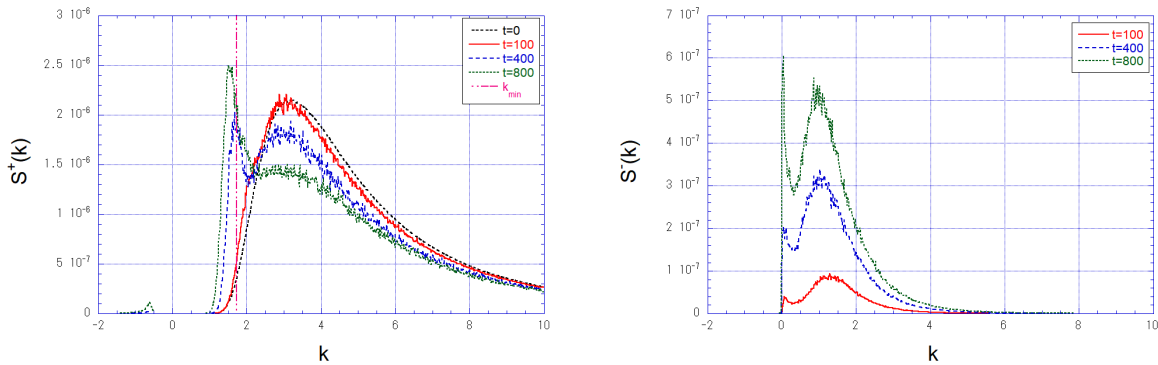 3 10⁻⁶
2.5 10⁻⁶
2 10⁻⁶
1.5 10⁻⁶
1 10⁻⁶
5 10⁻⁷
0
-2 0 2 4 6 8 10
S⁺(k)
k
t=0
t=100
t=400
t=800
k_min
7 10⁻⁷
6 10⁻⁷
5 10⁻⁷
4 10⁻⁷
3 10⁻⁷
2 10⁻⁷
1 10⁻⁷
0
-2 0 2 4 6 8 10
S⁻(k)
k
t=100
t=400
t=800